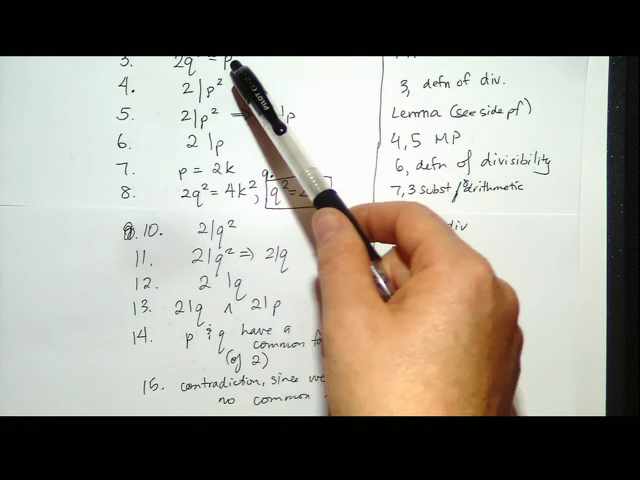 3. 2q² = p
4. 2|p² 3, defn of div.
5. 2|p² ⇒ |p Lemma (see side pf)
6. 2|p 4,5 MP
7. p = 2k 6, defn of divisibility
8. 2q² = 4k², q² = 7,3 subst / arithmetic
9.
10. 2|q² div
11. 2|q² ⇒ 2|q
12. 2|q
13. 2|q ∧ 2|p
14. p & q have a
common
(of 2)
15. contradiction, since we
no common
PILOT